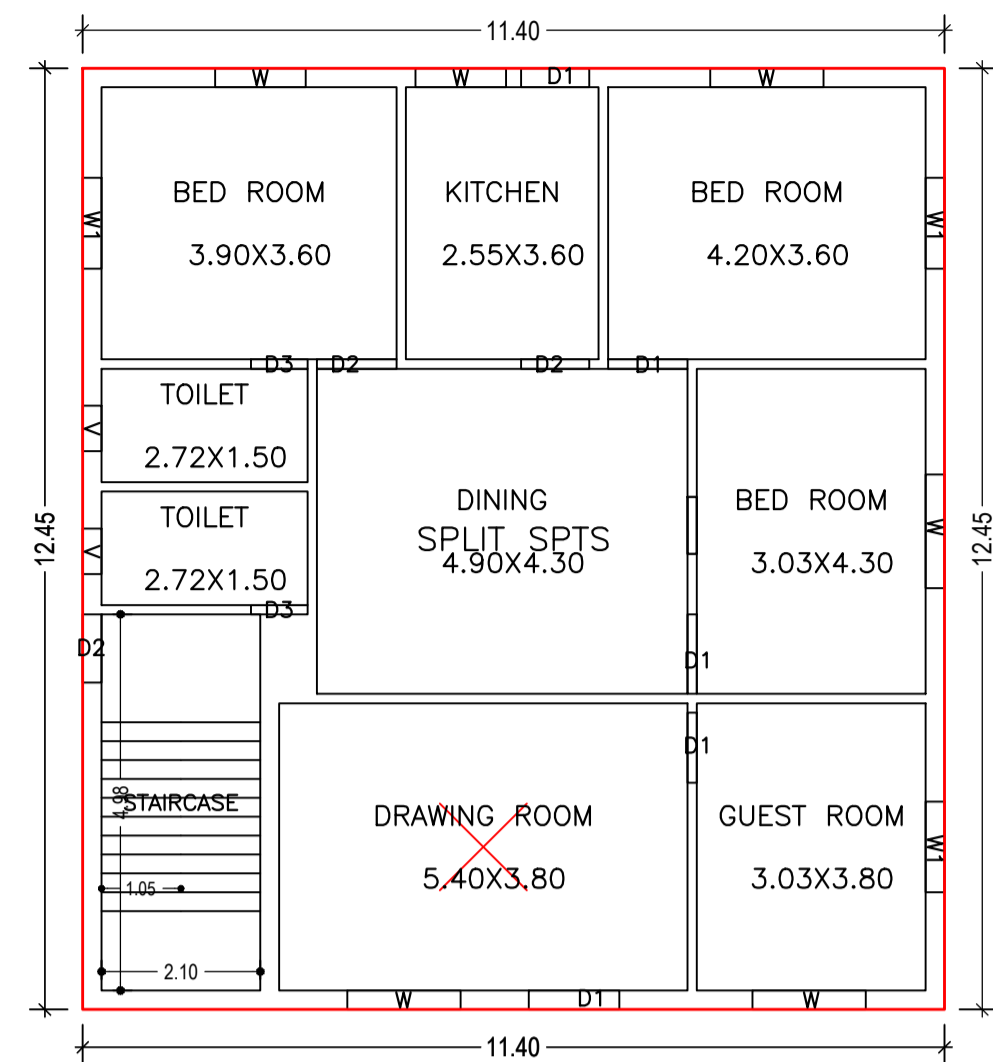 11.40
W
W
D1
W
BED ROOM
3.90X3.60
KITCHEN
2.55X3.60
BED ROOM
4.20X3.60
W
W
D3
D2
D2
D1
TOILET
2.72X1.50
V
TOILET
2.72X1.50
V
D3
DINING
SPLIT SPTS
4.90X4.30
BED ROOM
3.03X4.30
W
12.45
12.45
D2
D1
D1
STAIRCASE
4.98
1.05
2.10
DRAWING ROOM
5.40X3.80
GUEST ROOM
3.03X3.80
W
W
D1
W
11.40